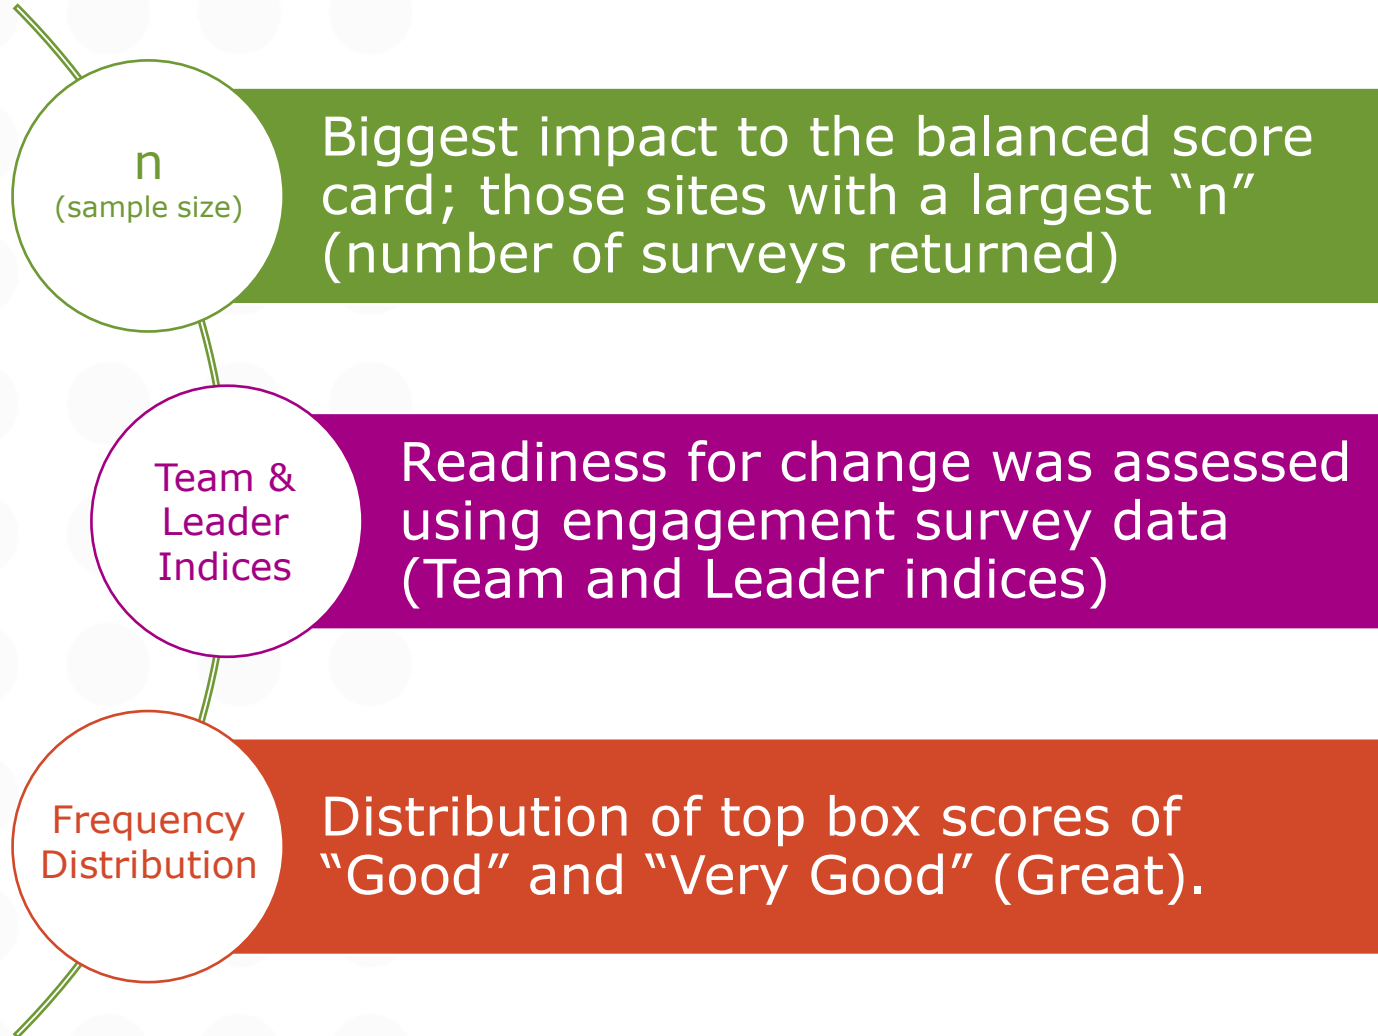 n
(sample size)
Biggest impact to the balanced score
card; those sites with a largest “n”
(number of surveys returned)
Team &
Leader
Indices
Readiness for change was assessed
using engagement survey data
(Team and Leader indices)
Frequency
Distribution
Distribution of top box scores of
“Good” and “Very Good” (Great).